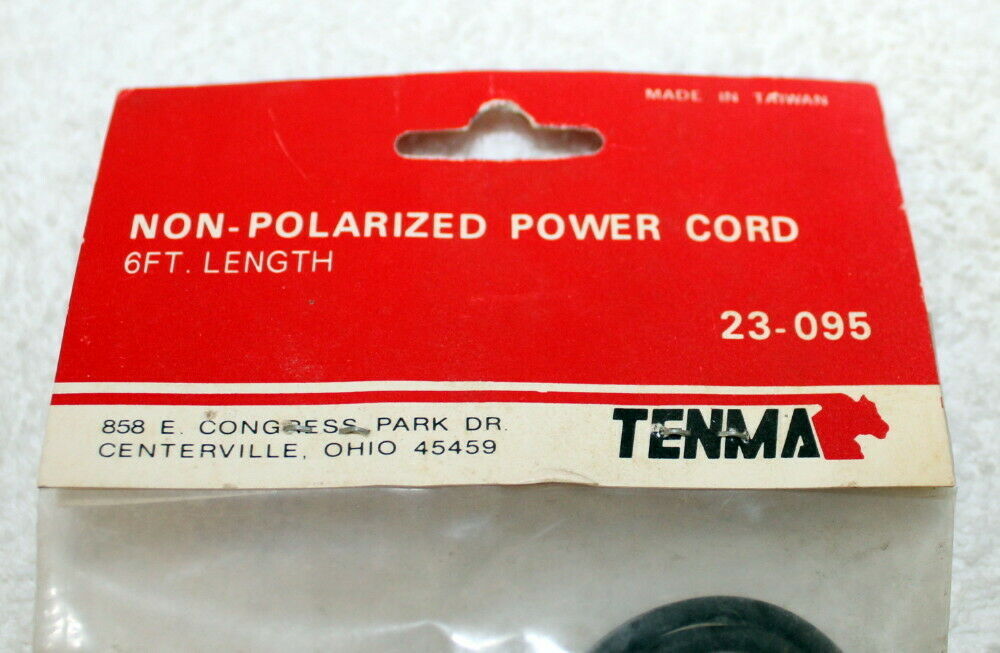 MADE IN TAIWAN
NON-POLARIZED POWER CORD
6FT. LENGTH
23-095
858 E. CONGRESS PARK DR.
CENTERVILLE, OHIO 45459
TENMA